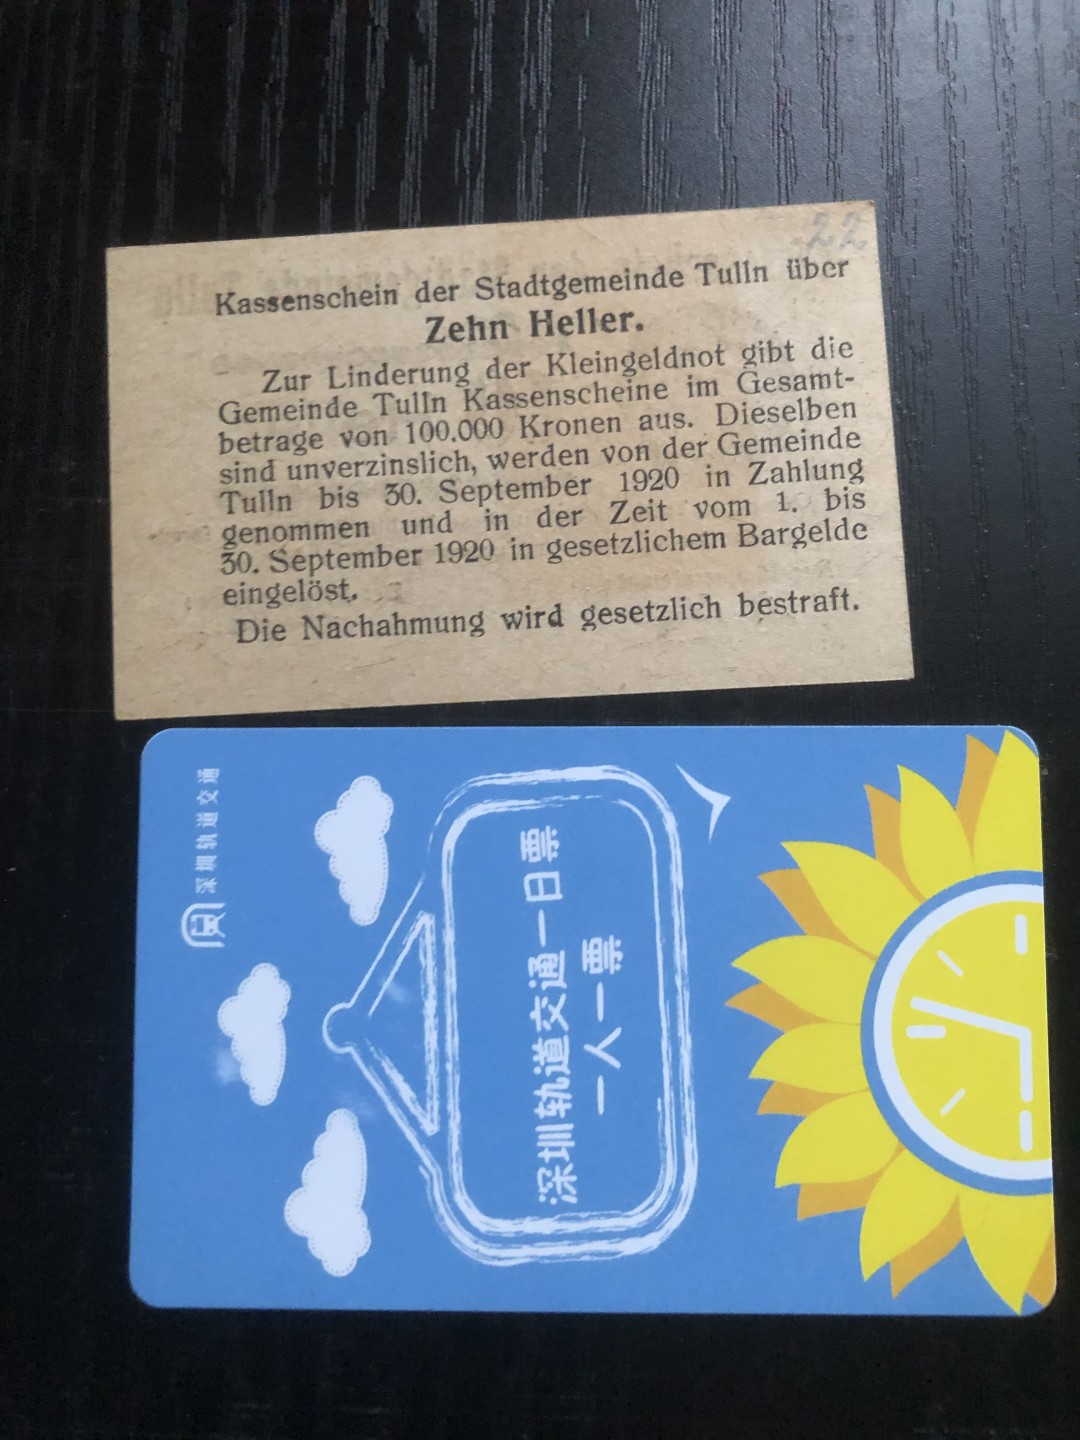 22
Kassenschein der Stadtgemeinde Tulln über
Zehn Heller.
Zur Linderung der Kleingeldnot gibt die
Gemeinde Tulln Kassenscheine im Gesamt-
betrage von 100.000 Kronen aus. Dieselben
sind unverzinslich, werden von der Gemeinde
Tulln bis 30. September 1920 in Zahlung
genommen und in der Zeit vom 1. bis
30. September 1920 in gesetzlichem Bargelde
eingelöst.
Die Nachahmung wird gesetzlich bestraft.
深圳轨道交通
深圳轨道交通一日票
一人一票